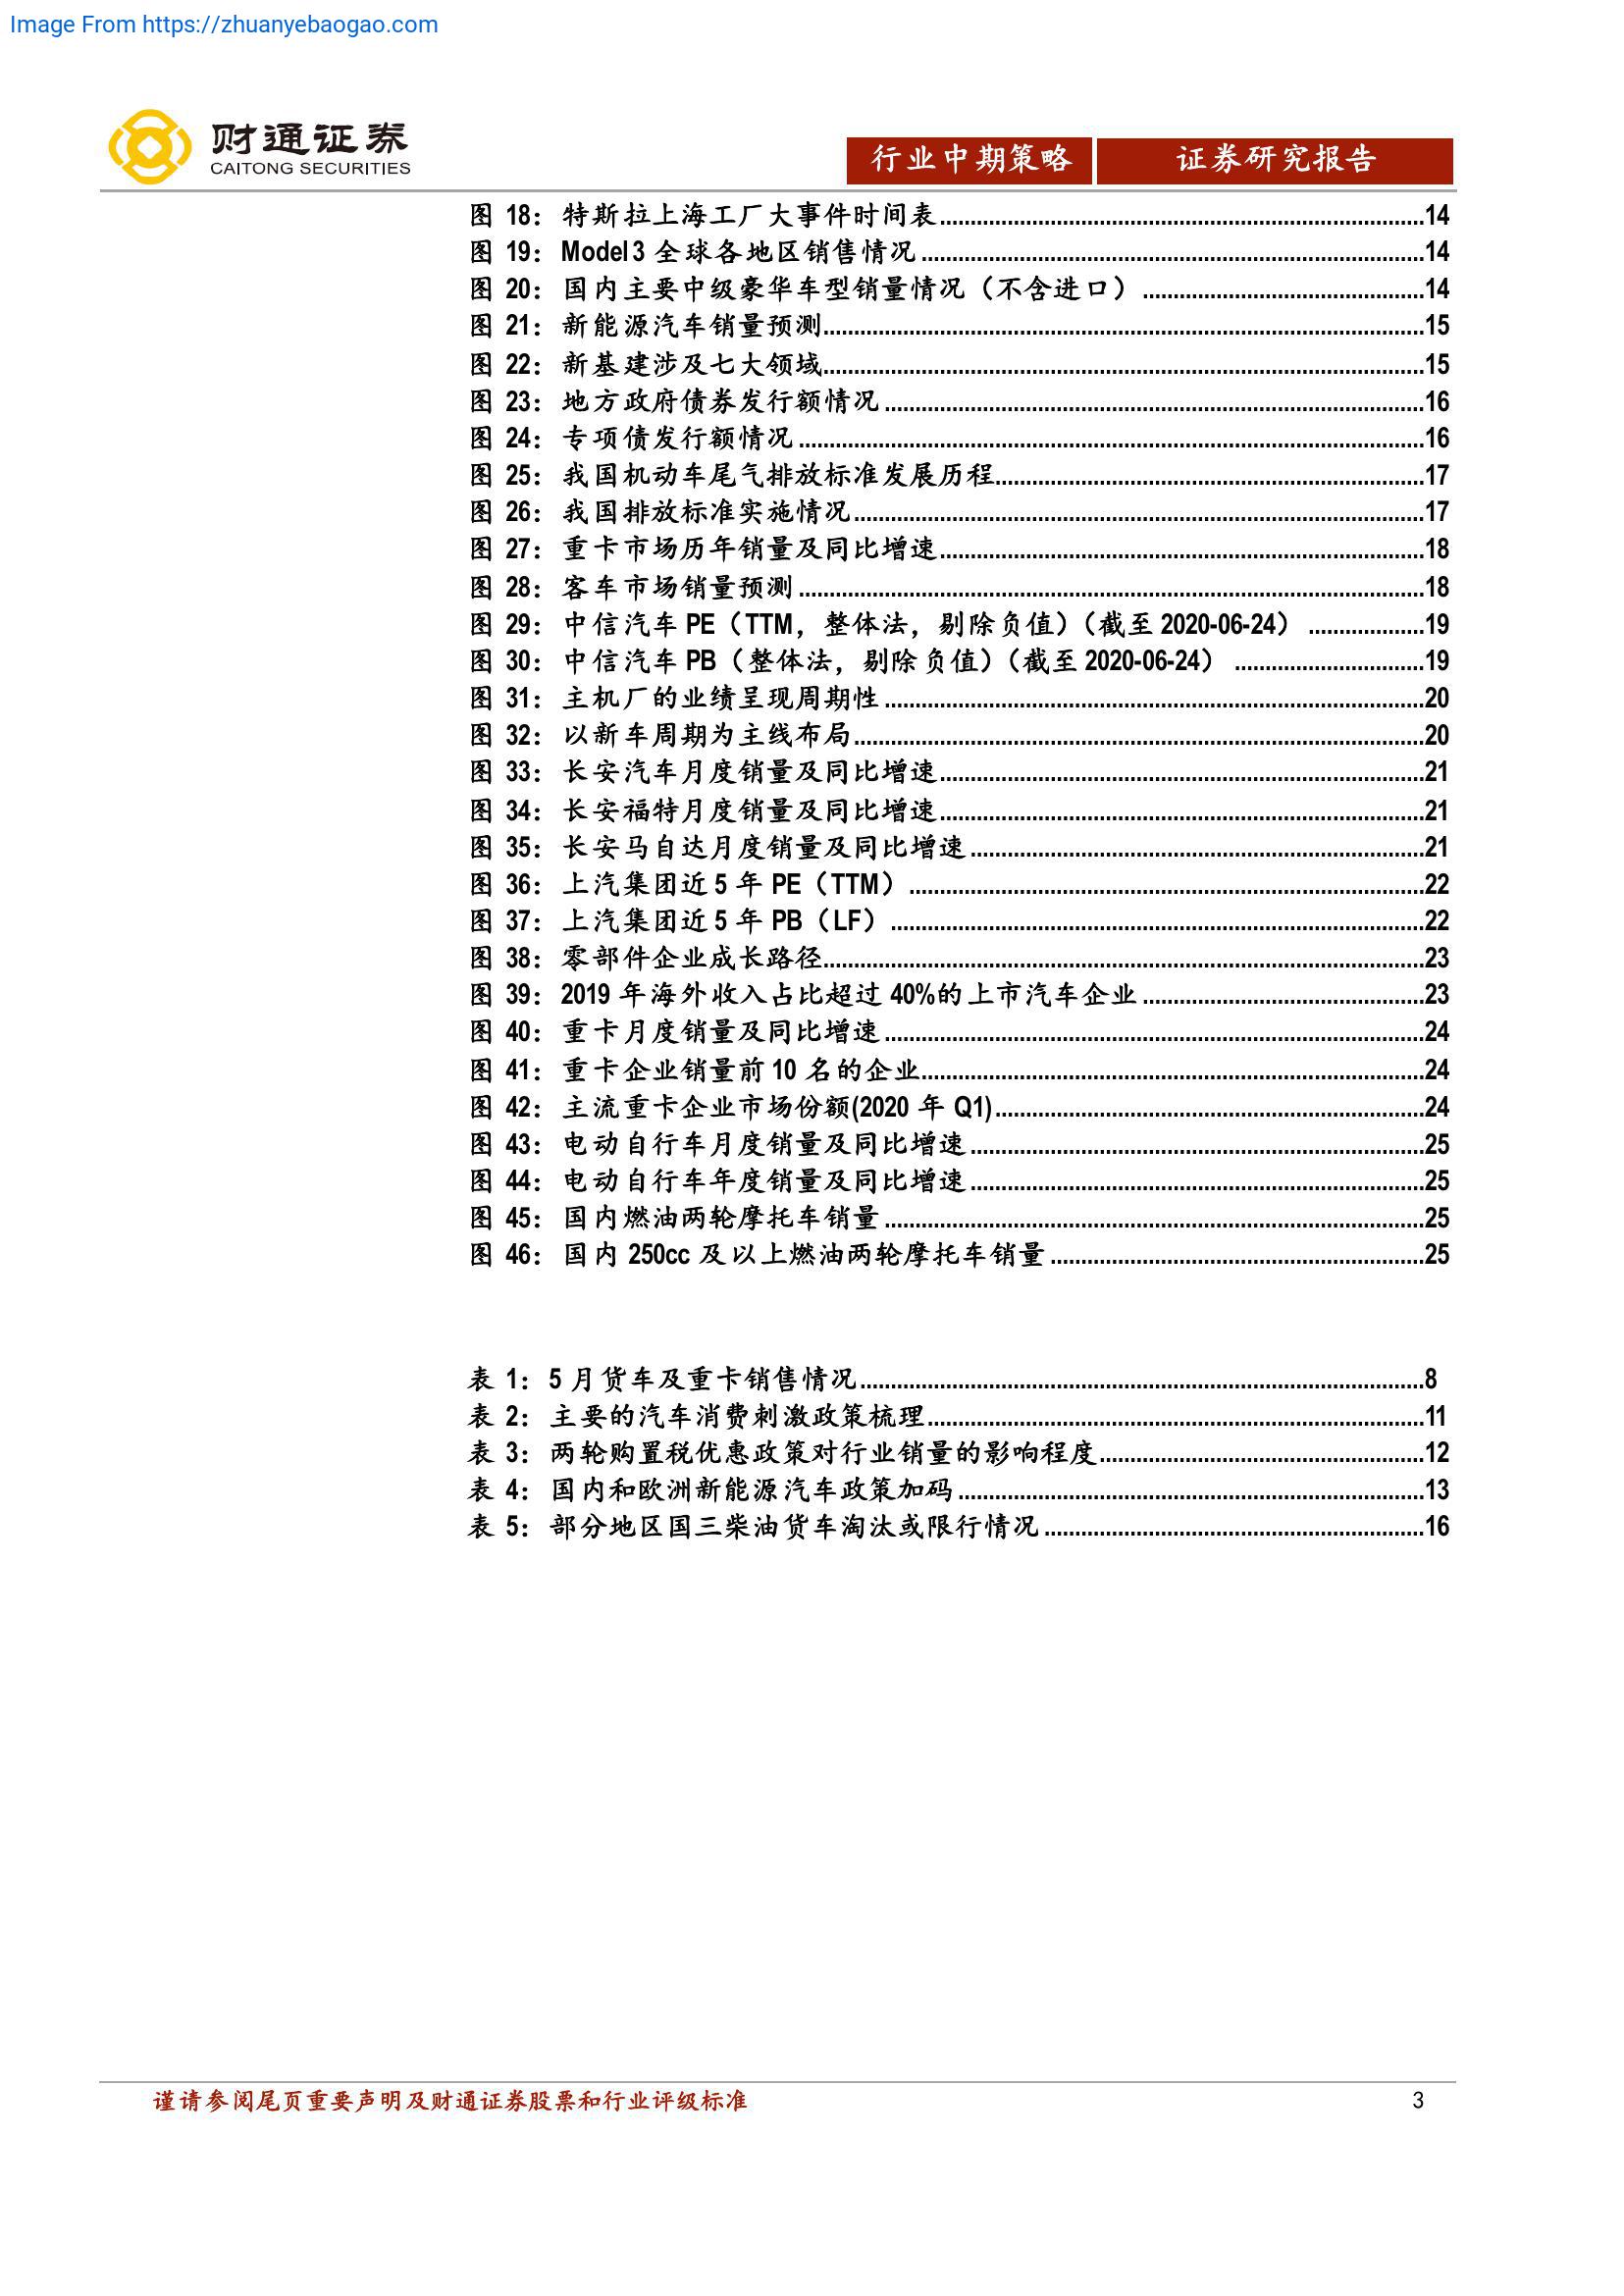 Image From https://zhuanyebaogao.com
财通证券
CAITONG SECURITIES
行业中期策略 证券研究报告
图 18：特斯拉上海工厂大事件时间表................14
图 19：Model 3 全球各地区销售情况................14
图 20：国内主要中级豪华车型销量情况（不含进口）................14
图 21：新能源汽车销量预测................15
图 22：新基建涉及七大领域................15
图 23：地方政府债券发行额情况................16
图 24：专项债发行额情况................16
图 25：我国机动车尾气排放标准发展历程................17
图 26：我国排放标准实施情况................17
图 27：重卡市场历年销量及同比增速................18
图 28：客车市场销量预测................18
图 29：中信汽车 PE（TTM，整体法，剔除负值）（截至 2020-06-24）................19
图 30：中信汽车 PB（整体法，剔除负值）（截至 2020-06-24）................19
图 31：主机厂的业绩呈现周期性................20
图 32：以新车周期为主线布局................20
图 33：长安汽车月度销量及同比增速................21
图 34：长安福特月度销量及同比增速................21
图 35：长安马自达月度销量及同比增速................21
图 36：上汽集团近 5 年 PE（TTM）................22
图 37：上汽集团近 5 年 PB（LF）................22
图 38：零部件企业成长路径................23
图 39：2019 年海外收入占比超过 40%的上市汽车企业................23
图 40：重卡月度销量及同比增速................24
图 41：重卡企业销量前 10 名的企业................24
图 42：主流重卡企业市场份额(2020 年 Q1)................24
图 43：电动自行车月度销量及同比增速................25
图 44：电动自行车年度销量及同比增速................25
图 45：国内燃油两轮摩托车销量................25
图 46：国内 250cc 及以上燃油两轮摩托车销量................25
表 1：5 月货车及重卡销售情况................8
表 2：主要的汽车消费刺激政策梳理................11
表 3：两轮购置税优惠政策对行业销量的影响程度................12
表 4：国内和欧洲新能源汽车政策加码................13
表 5：部分地区国三柴油货车淘汰或限行情况................16
谨请参阅尾页重要声明及财通证券股票和行业评级标准 3